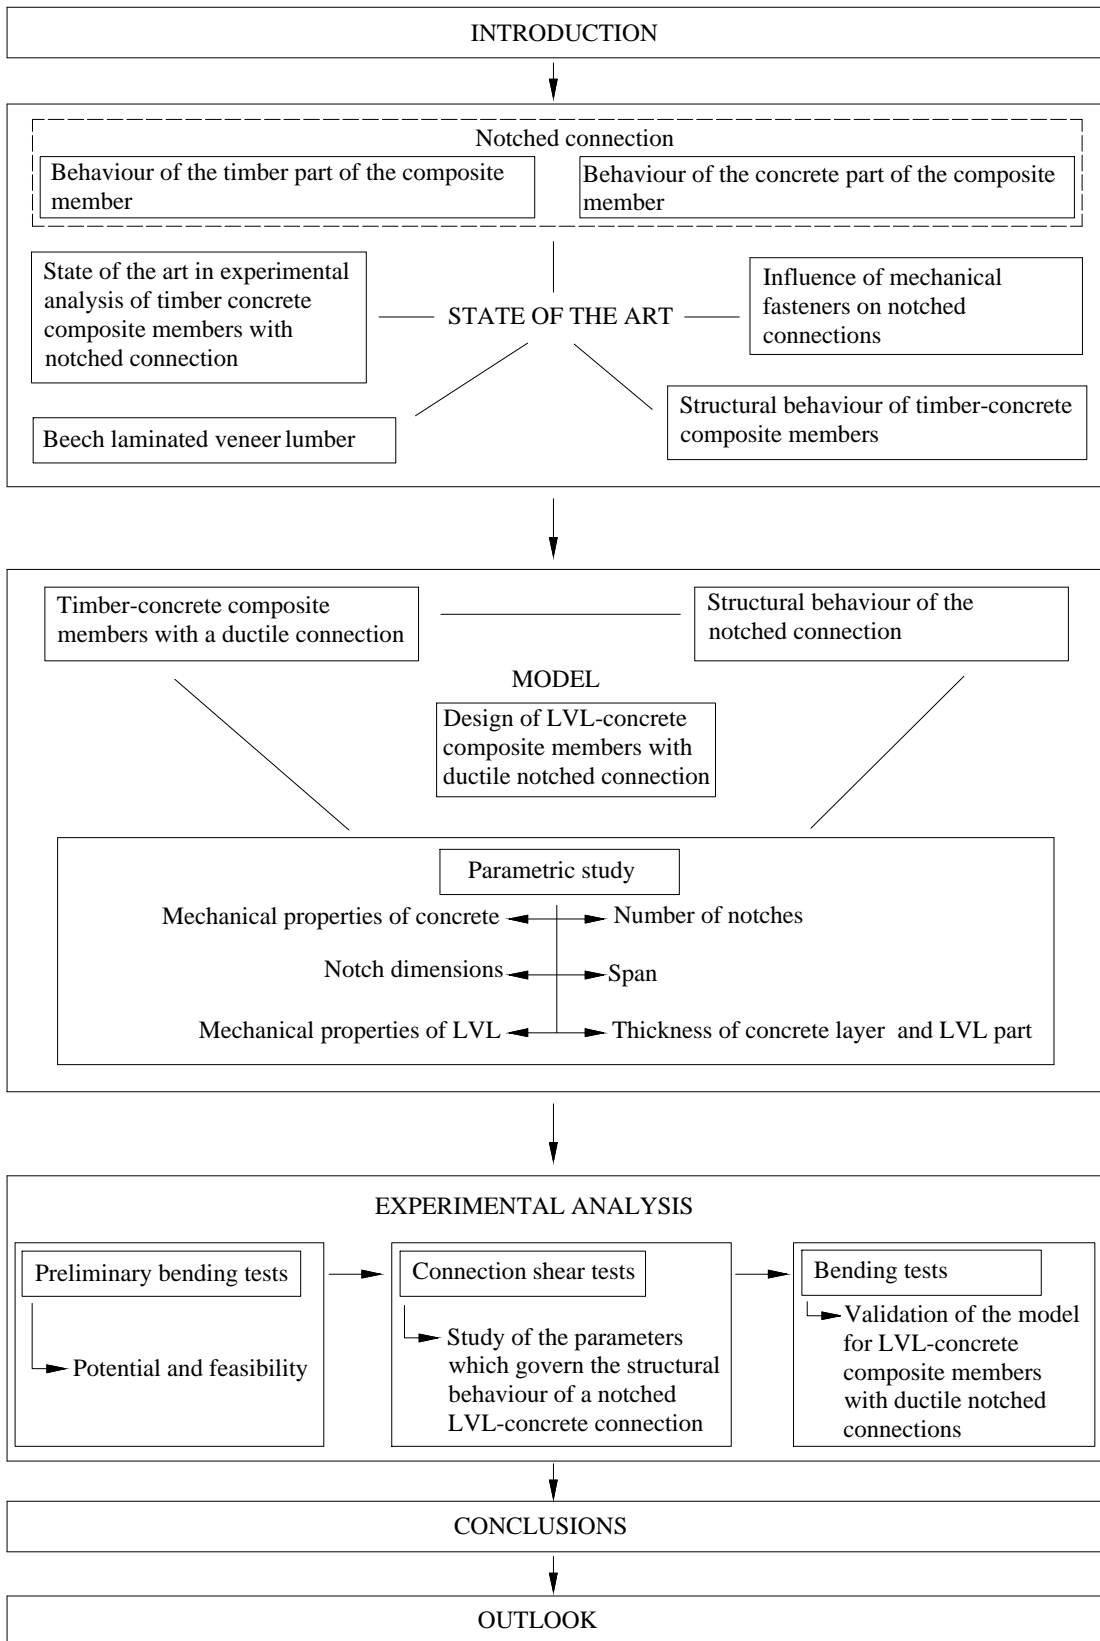 INTRODUCTION
Notched connection
Behaviour of the timber part of the composite
member
Behaviour of the concrete part of the composite
member
State of the art in experimental
analysis of timber concrete
composite members with
notched connection
STATE OF THE ART
Influence of mechanical
fasteners on notched
connections
Beech laminated veneer lumber
Structural behaviour of timber-concrete
composite members
Timber-concrete composite
members with a ductile connection
Structural behaviour of the
notched connection
MODEL
Design of LVL-concrete
composite members with
ductile notched connection
Parametric study
Mechanical properties of concrete
Number of notches
Notch dimensions
Span
Mechanical properties of LVL
Thickness of concrete layer and LVL part
EXPERIMENTAL ANALYSIS
Preliminary bending tests
Potential and feasibility
Connection shear tests
Study of the parameters
which govern the structural
behaviour of a notched
LVL-concrete connection
Bending tests
Validation of the model
for LVL-concrete
composite members
with ductile notched
connections
CONCLUSIONS
OUTLOOK